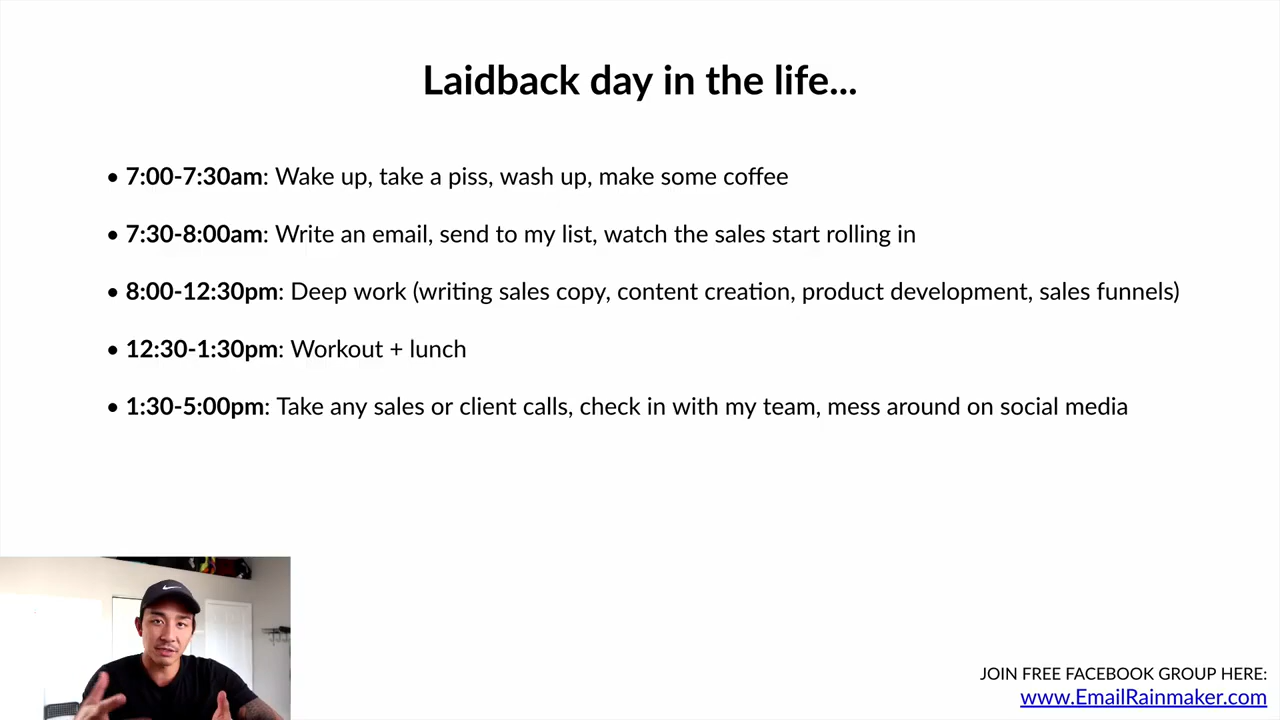 Laidback day in the life...
• 7:00-7:30am: Wake up, take a piss, wash up, make some coffee
• 7:30-8:00am: Write an email, send to my list, watch the sales start rolling in
• 8:00-12:30pm: Deep work (writing sales copy, content creation, product development, sales funnels)
• 12:30-1:30pm: Workout + lunch
• 1:30-5:00pm: Take any sales or client calls, check in with my team, mess around on social media
JOIN FREE FACEBOOK GROUP HERE:
www.EmailRainmaker.com